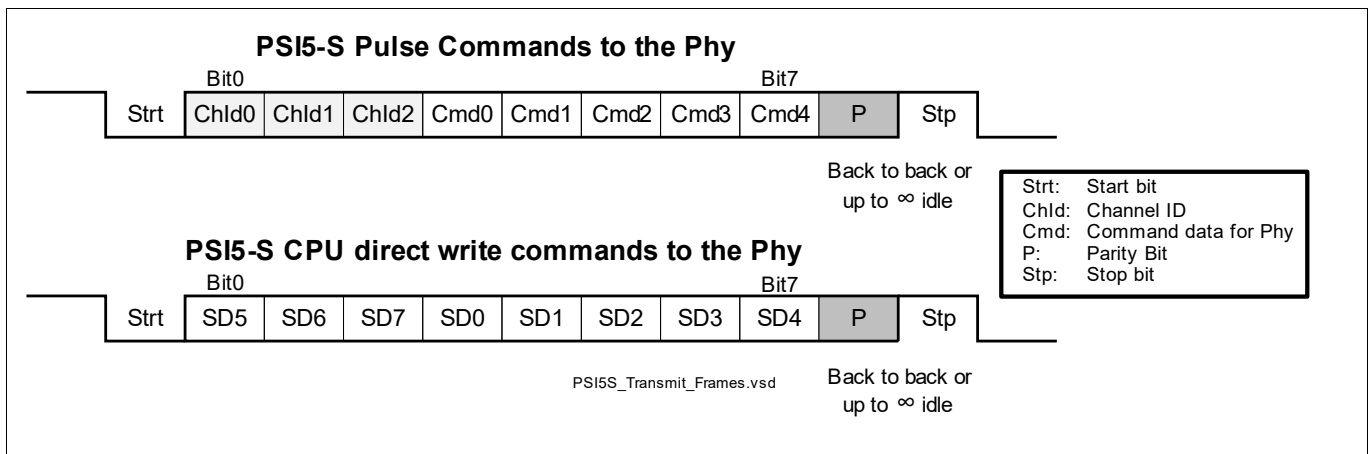 PSI5-S Pulse Commands to the Phy
Bit0 Bit7
Strt ChId0 ChId1 ChId2 Cmd0 Cmd1 Cmd2 Cmd3 Cmd4 P Stp
Back to back or
up to ∞ idle
Strt: Start bit
ChId: Channel ID
Cmd: Command data for Phy
P: Parity Bit
Stp: Stop bit
PSI5-S CPU direct write commands to the Phy
Bit0 Bit7
Strt SD5 SD6 SD7 SD0 SD1 SD2 SD3 SD4 P Stp
PSI5S_Transmit_Frames.vsd
Back to back or
up to ∞ idle